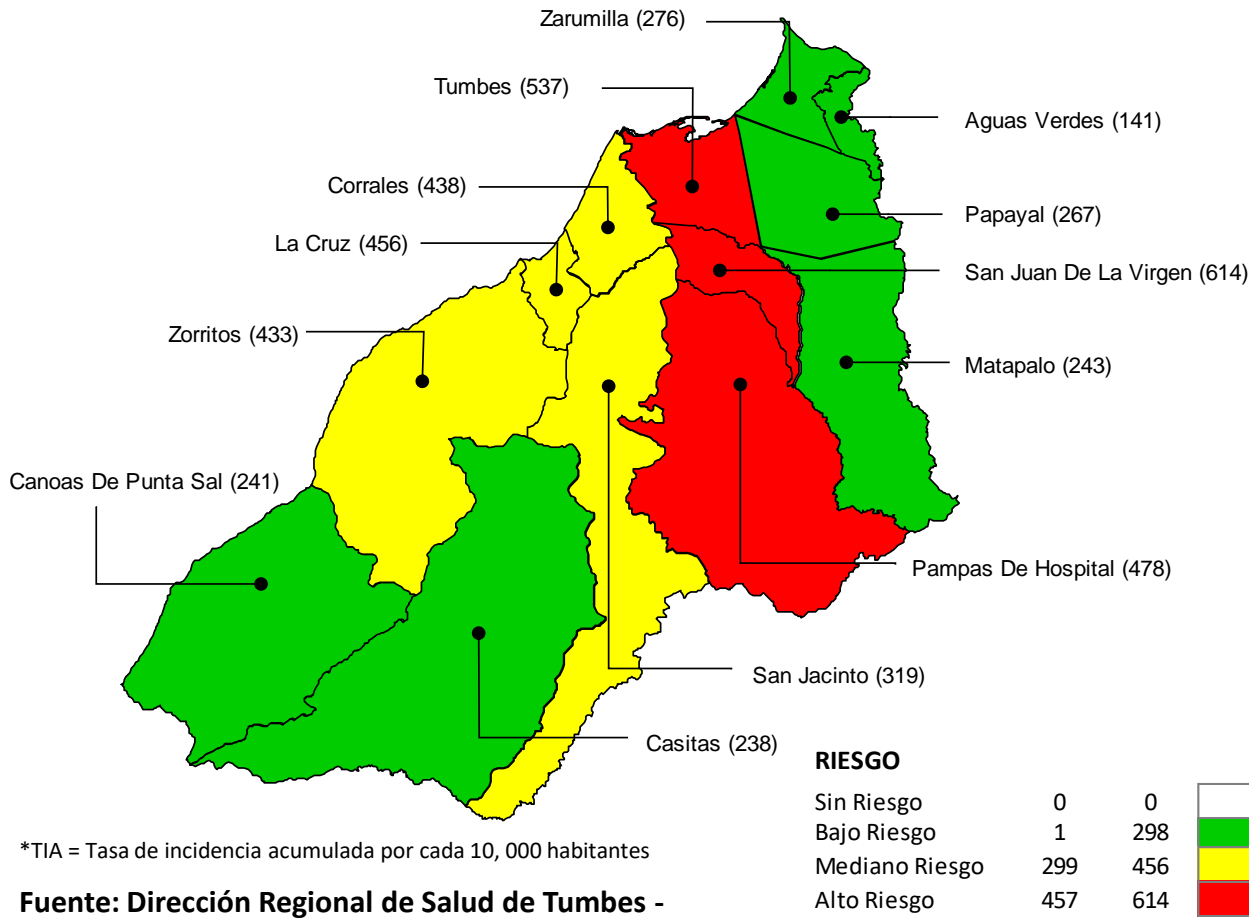 Zarumilla (276)
Tumbes (537)
Aguas Verdes (141)
Corrales (438)
Papayal (267)
La Cruz (456)
San Juan De La Virgen (614)
Zorritos (433)
Matapalo (243)
Canoas De Punta Sal (241)
Pampas De Hospital (478)
San Jacinto (319)
Casitas (238)
RIESGO
Sin Riesgo 0 0
Bajo Riesgo 1 298
Mediano Riesgo 299 456
Alto Riesgo 457 614
*TIA = Tasa de incidencia acumulada por cada 10, 000 habitantes
Fuente: Dirección Regional de Salud de Tumbes -